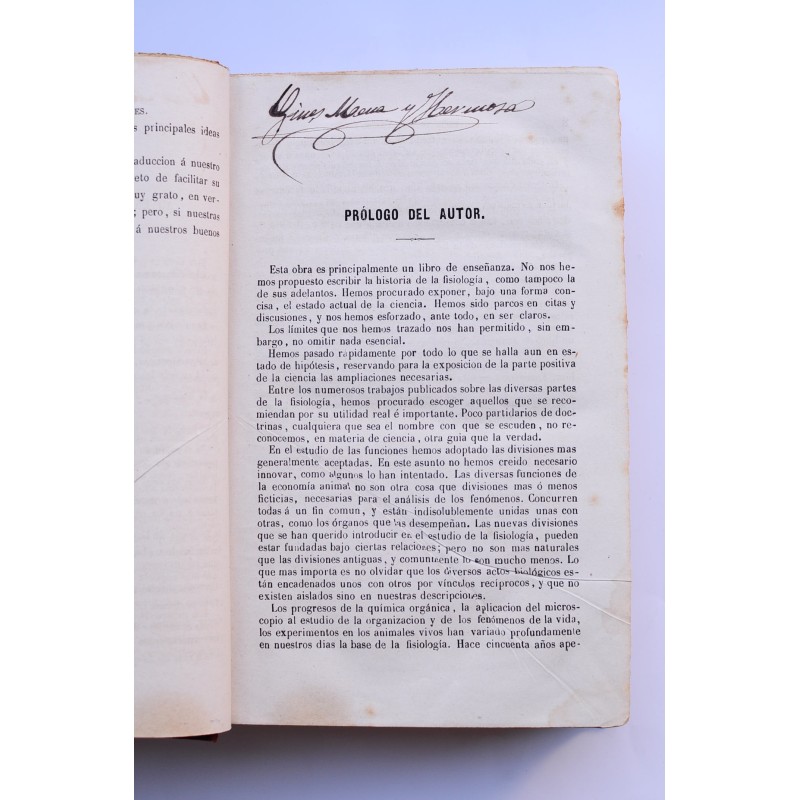 ES.
s principales ideas
aduccion á nuestro
eto de facilitar su
uy grato, en ver-
; pero, si nuestras
á nuestros buenos
Gines Maena y Hermosa
PRÓLOGO DEL AUTOR.
Esta obra es principalmente un libro de enseñanza. No nos he-
mos propuesto escribir la historia de la fisiología, como tampoco la
de sus adelantos. Hemos procurado exponer, bajo una forma con-
cisa, el estado actual de la ciencia. Hemos sido parcos en citas y
discusiones, y nos hemos esforzado, ante todo, en ser claros.
Los límites que nos hemos trazado nos han permitido, sin em-
bargo, no omitir nada esencial.
Hemos pasado rápidamente por todo lo que se halla aun en es-
tado de hipótesis, reservando para la exposicion de la parte positiva
de la ciencia las ampliaciones necesarias.
Entre los numerosos trabajos publicados sobre las diversas partes
de la fisiología, hemos procurado escoger aquellos que se reco-
miendan por su utilidad real é importante. Poco partidarios de doc-
trinas, cualquiera que sea el nombre con que se escuden, no re-
conocemos, en materia de ciencia, otra guia que la verdad.
En el estudio de las funciones hemos adoptado las divisiones mas
generalmente aceptadas. En este asunto no hemos creido necesario
innovar, como algunos lo han intentado. Las diversas funciones de
la economía animal no son otra cosa que divisiones mas ó menos
ficticias, necesarias para el análisis de los fenómenos. Concurren
todas á un fin comun, y están indisolublemente unidas unas con
otras, como los órganos que las desempeñan. Las nuevas divisiones
que se han querido introducir en el estudio de la fisiología, pueden
estar fundadas bajo ciertas relaciones; pero no son mas naturales
que las divisiones antiguas, y comunmente lo son mucho menos. Lo
que mas importa es no olvidar que los diversos actos biológicos es-
tán encadenados unos con otros por vínculos recíprocos, y que no
existen aislados sino en nuestras descripciones.
Los progresos de la química orgánica, la aplicacion del micros-
copio al estudio de la organizacion y de los fenómenos de la vida,
los experimentos en los animales vivos han variado profundamente
en nuestros dias la base de la fisiología. Hace cincuenta años ape-